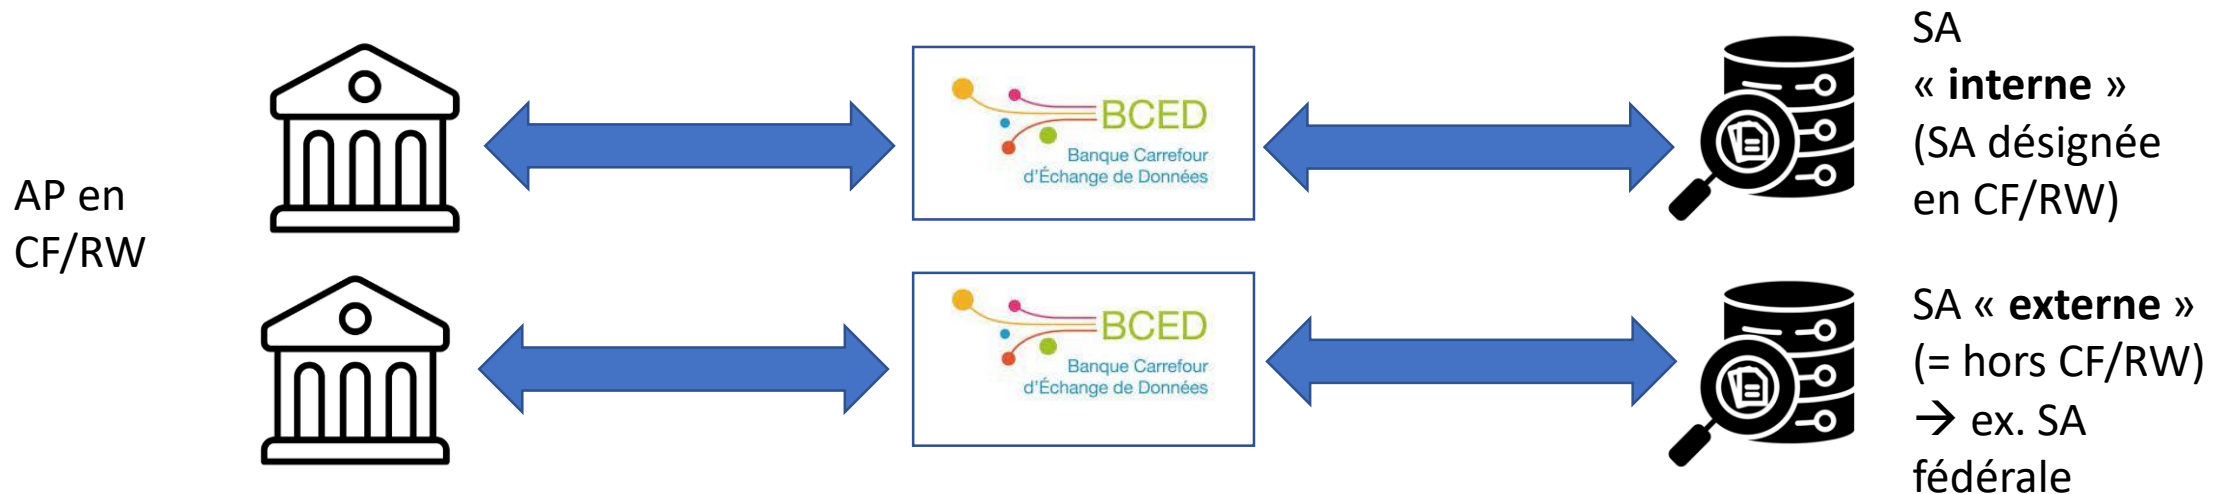 AP en
CF/RW
BCED
Banque Carrefour
d'Échange de Données
SA
« interne »
(SA désignée
en CF/RW)
BCED
Banque Carrefour
d'Échange de Données
SA « externe »
(= hors CF/RW)
→ ex. SA
fédérale